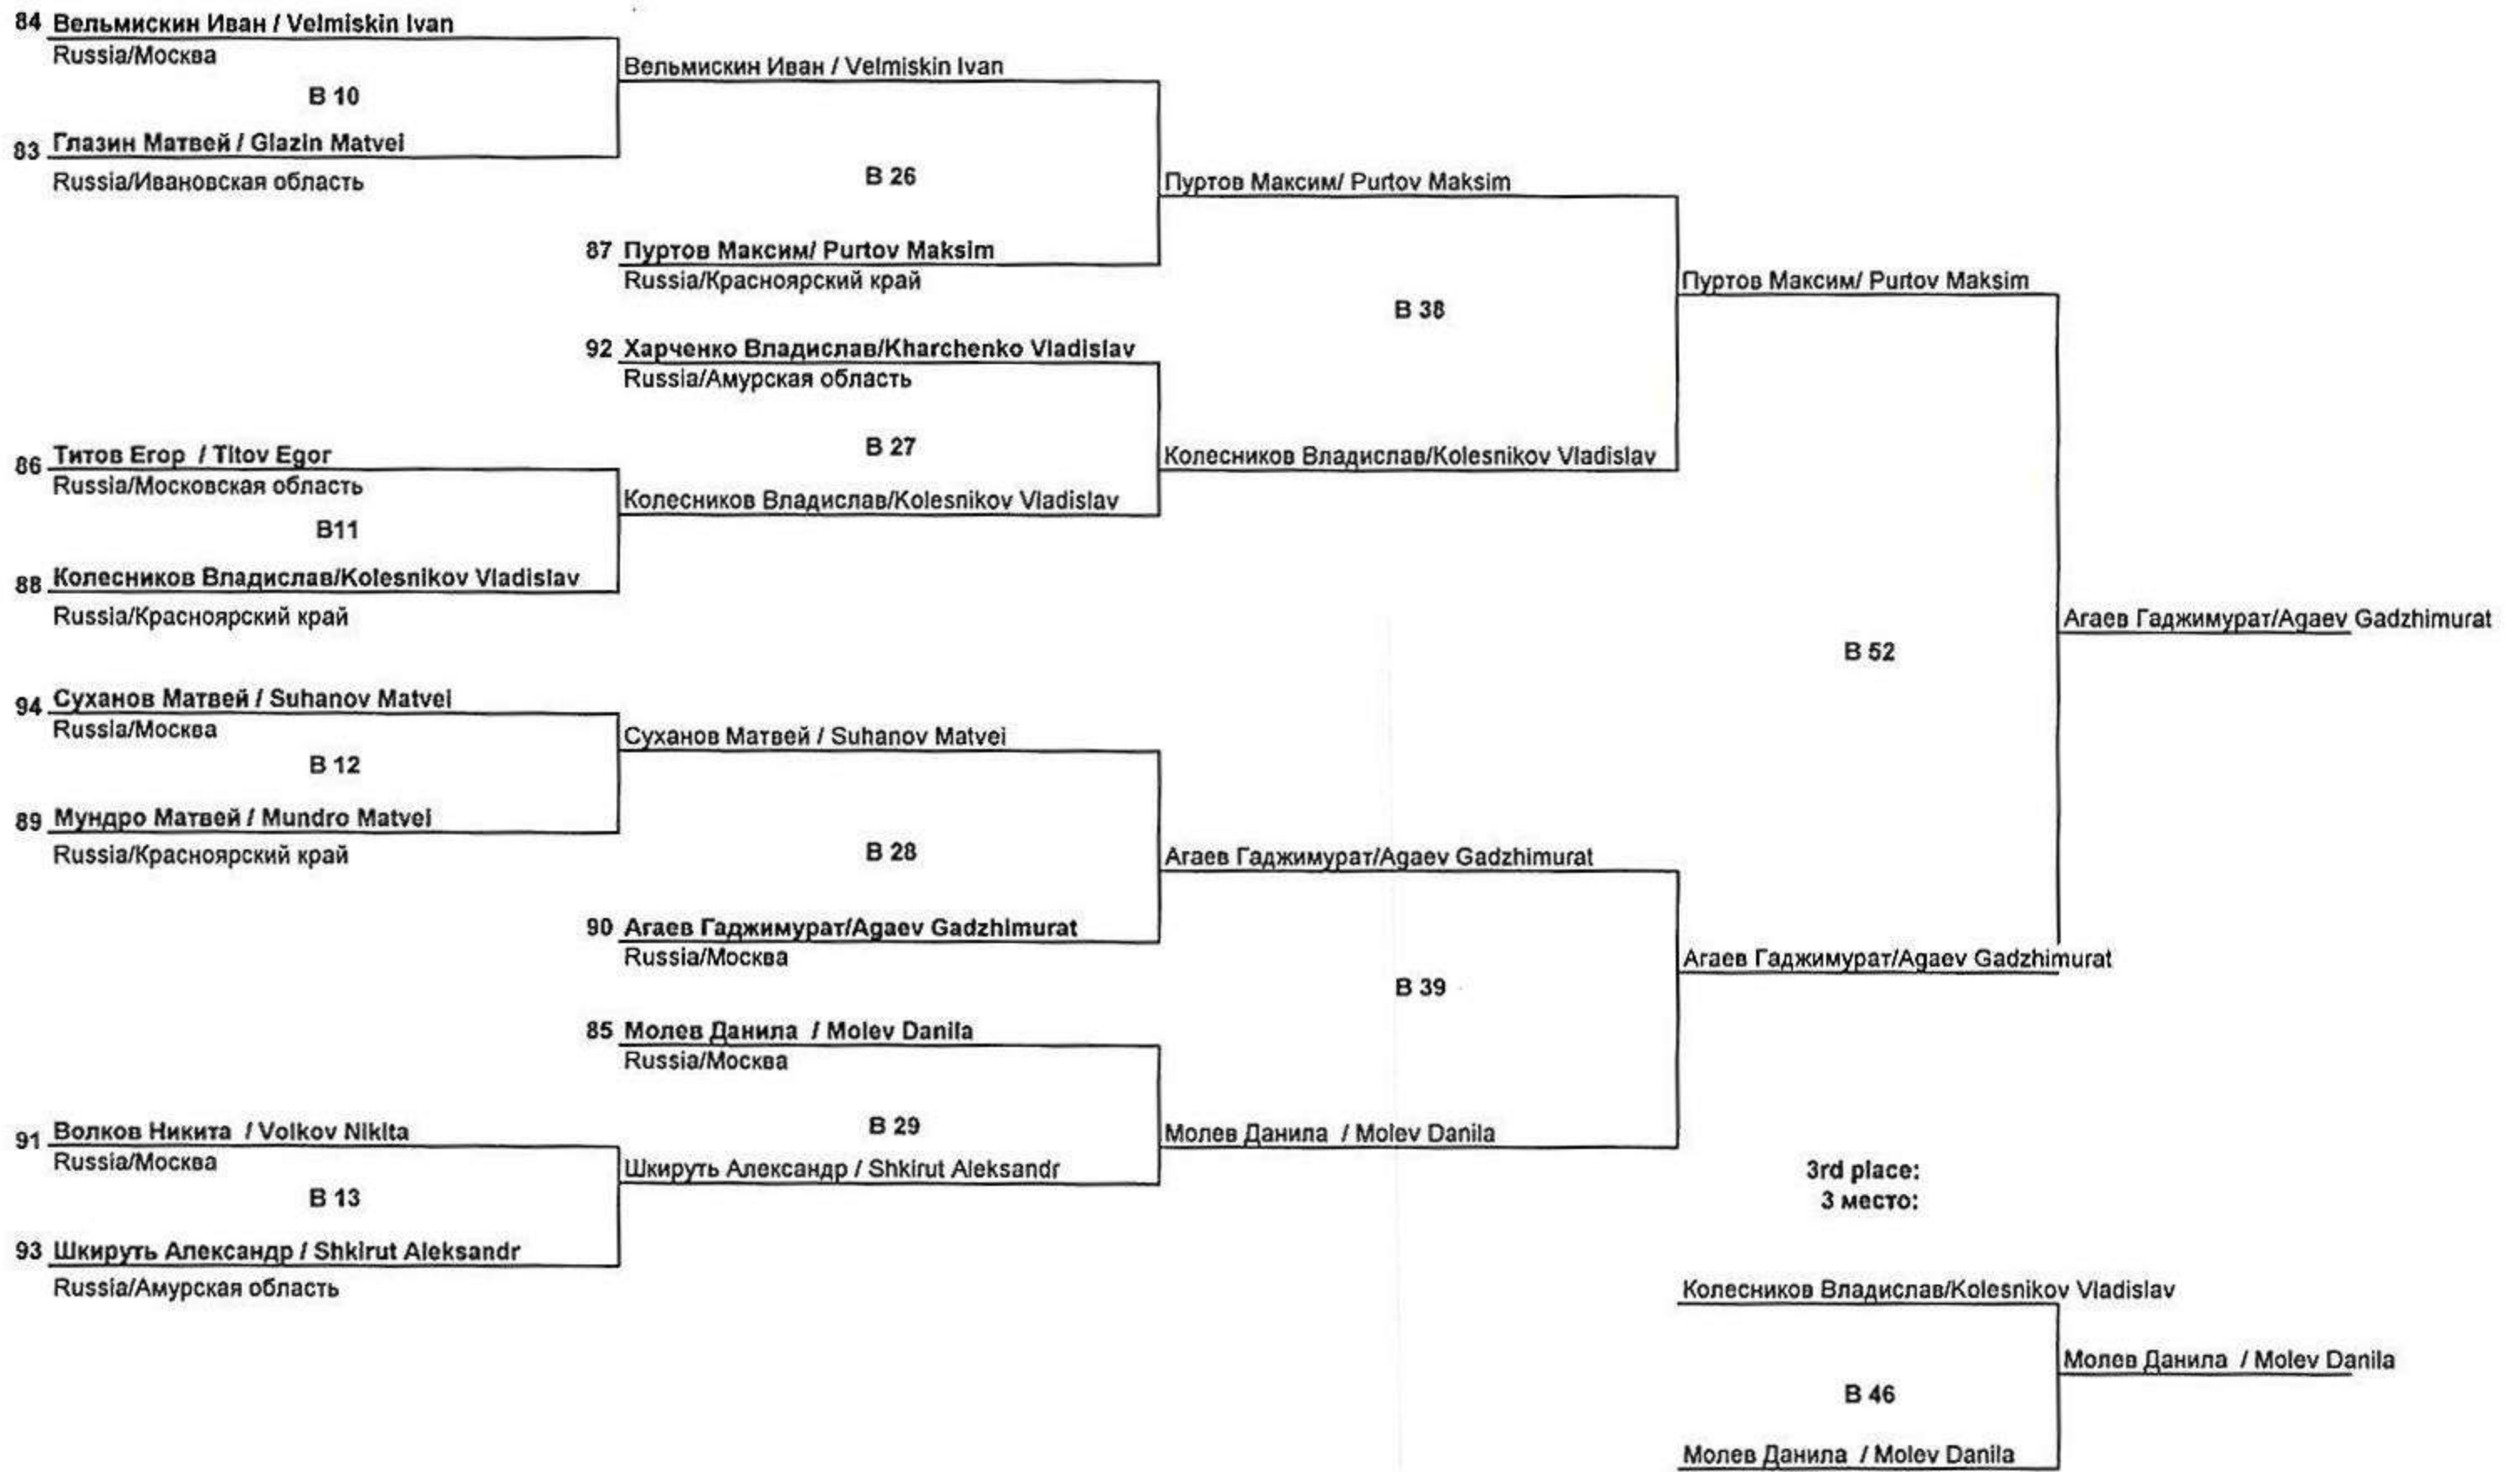 84 Вельмискин Иван / Velmiskin Ivan
Russia/Москва
B 10
83 Глазин Матвей / Glazin Matvei
Russia/Ивановская область
Вельмискин Иван / Velmiskin Ivan
B 26
87 Пуртов Максим/ Purtov Maksim
Russia/Красноярский край
Пуртов Максим/ Purtov Maksim
B 38
Пуртов Максим/ Purtov Maksim
92 Харченко Владислав/Kharchenko Vladislav
Russia/Амурская область
B 27
Колесников Владислав/Kolesnikov Vladislav
86 Титов Егор / Titov Egor
Russia/Московская область
B11
Колесников Владислав/Kolesnikov Vladislav
88 Колесников Владислав/Kolesnikov Vladislav
Russia/Красноярский край
B 52
Агаев Гаджимурат/Agaev Gadzhimurat
94 Суханов Матвей / Suhanov Matvei
Russia/Москва
B 12
89 Мундро Матвей / Mundro Matvei
Russia/Красноярский край
Суханов Матвей / Suhanov Matvei
B 28
90 Агаев Гаджимурат/Agaev Gadzhimurat
Russia/Москва
Агаев Гаджимурат/Agaev Gadzhimurat
B 39
Агаев Гаджимурат/Agaev Gadzhimurat
85 Молев Данила / Molev Danila
Russia/Москва
B 29
Молев Данила / Molev Danila
91 Волков Никита / Volkov Nikita
Russia/Москва
B 13
Шкируть Александр / Shkirut Aleksandr
93 Шкируть Александр / Shkirut Aleksandr
Russia/Амурская область
3rd place:
3 место:
Колесников Владислав/Kolesnikov Vladislav
B 46
Молев Данила / Molev Danila
Молев Данила / Molev Danila